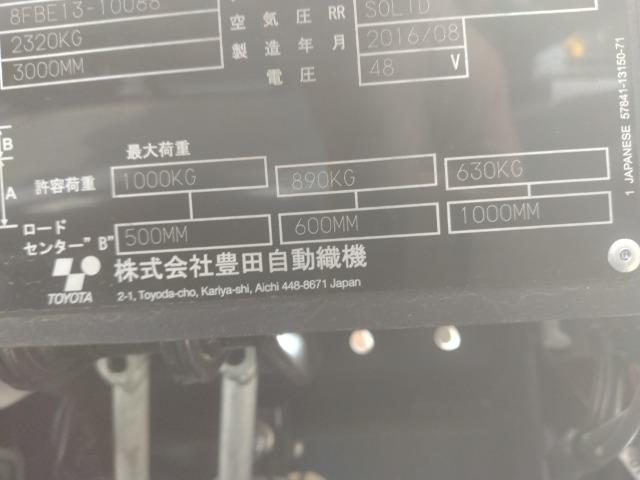 8FBE13-10088
空気圧 RR SOLID
2320KG
製造年月 2016/08
3000MM
電圧 48 V
B
最大荷重
A
許容荷重 1000KG 890KG 630KG
ロード
センター"B" 500MM 600MM 1000MM
株式会社豊田自動織機
TOYOTA
2-1, Toyoda-cho, Kariya-shi, Aichi 448-8671 Japan
1 JAPANESE 57841-13150-71